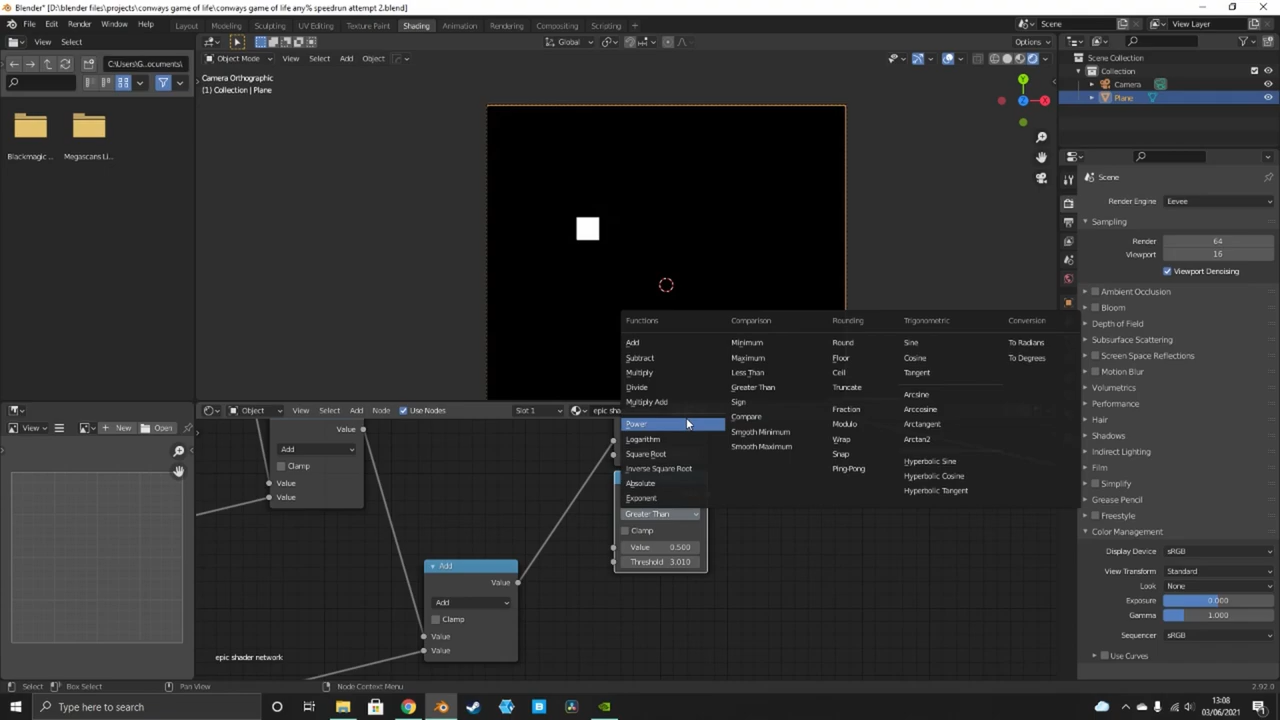 Blender* [D:\blender files\projects\conways game of life\conways game of life any% speedrun attempt 2.blend]
File Edit Render Window Help Layout Modeling Sculpting UV Editing Texture Paint Shading Animation Rendering Compositing Scripting Scene View Layer
View Select Global Options
C:\Users\G...ocuments\ Object Mode View Select Add Object
Camera Orthographic
(1) Collection | Plane
Blackmagic ... Megascans Li...
Scene Collection
Collection
Camera
Plane
Scene
Render Engine Eevee
Sampling
Render 64
Viewport 16
Viewport Denoising
Ambient Occlusion
Bloom
Depth of Field
Subsurface Scattering
Screen Space Reflections
Motion Blur
Volumetrics
Performance
Hair
Shadows
Indirect Lighting
Film
Simplify
Grease Pencil
Freestyle
Color Management
Display Device sRGB
View Transform Standard
Look None
Exposure 0.000
Gamma 1.000
Sequencer sRGB
Use Curves
Functions
Add
Subtract
Multiply
Divide
Multiply Add
Power
Logarithm
Square Root
Inverse Square Root
Absolute
Exponent
Comparison
Minimum
Maximum
Less Than
Greater Than
Sign
Compare
Smooth Minimum
Smooth Maximum
Rounding
Round
Floor
Ceil
Truncate
Fraction
Modulo
Wrap
Snap
Ping-Pong
Trigonometric
Sine
Cosine
Tangent
Arcsine
Arccosine
Arctangent
Arctan2
Hyperbolic Sine
Hyperbolic Cosine
Hyperbolic Tangent
Conversion
To Radians
To Degrees
View New Open
Object View Select Add Node Use Nodes Slot 1 epic sha
Value
Add
Clamp
Value
Value
Add
Value
Add
Clamp
Value
Value
Greater Than
Clamp
Value 0.500
Threshold 3.010
epic shader network
Select Box Select Pan View Node Context Menu 2.92.0
Type here to search
13:08
03/06/2021